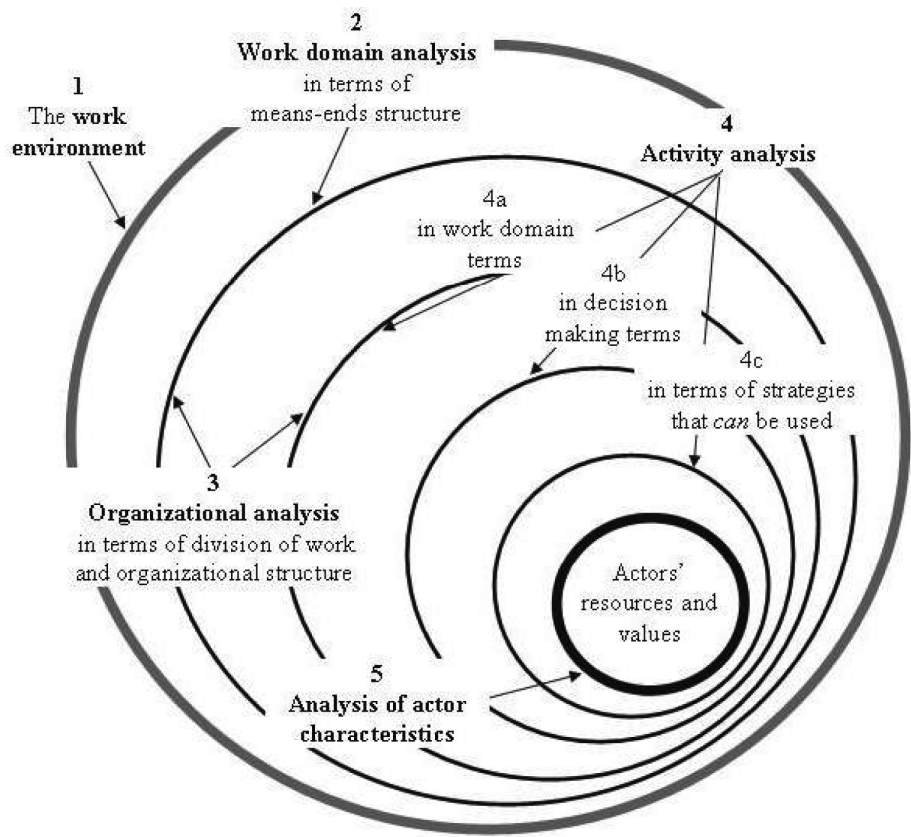 1
The work
environment
2
Work domain analysis
in terms of
means-ends structure
4
Activity analysis
4a
in work domain
terms
4b
in decision
making terms
4c
in terms of strategies
that can be used
3
Organizational analysis
in terms of division of work
and organizational structure
Actors'
resources and
values
5
Analysis of actor
characteristics